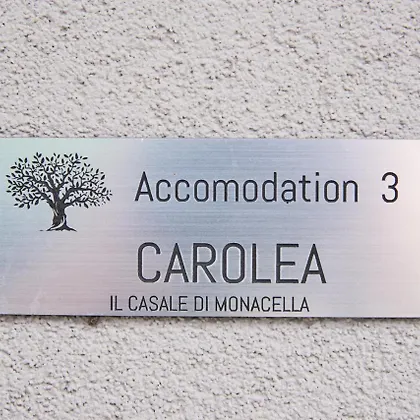 Accomodation 3
CAROLEA
IL CASALE DI MONACELLA